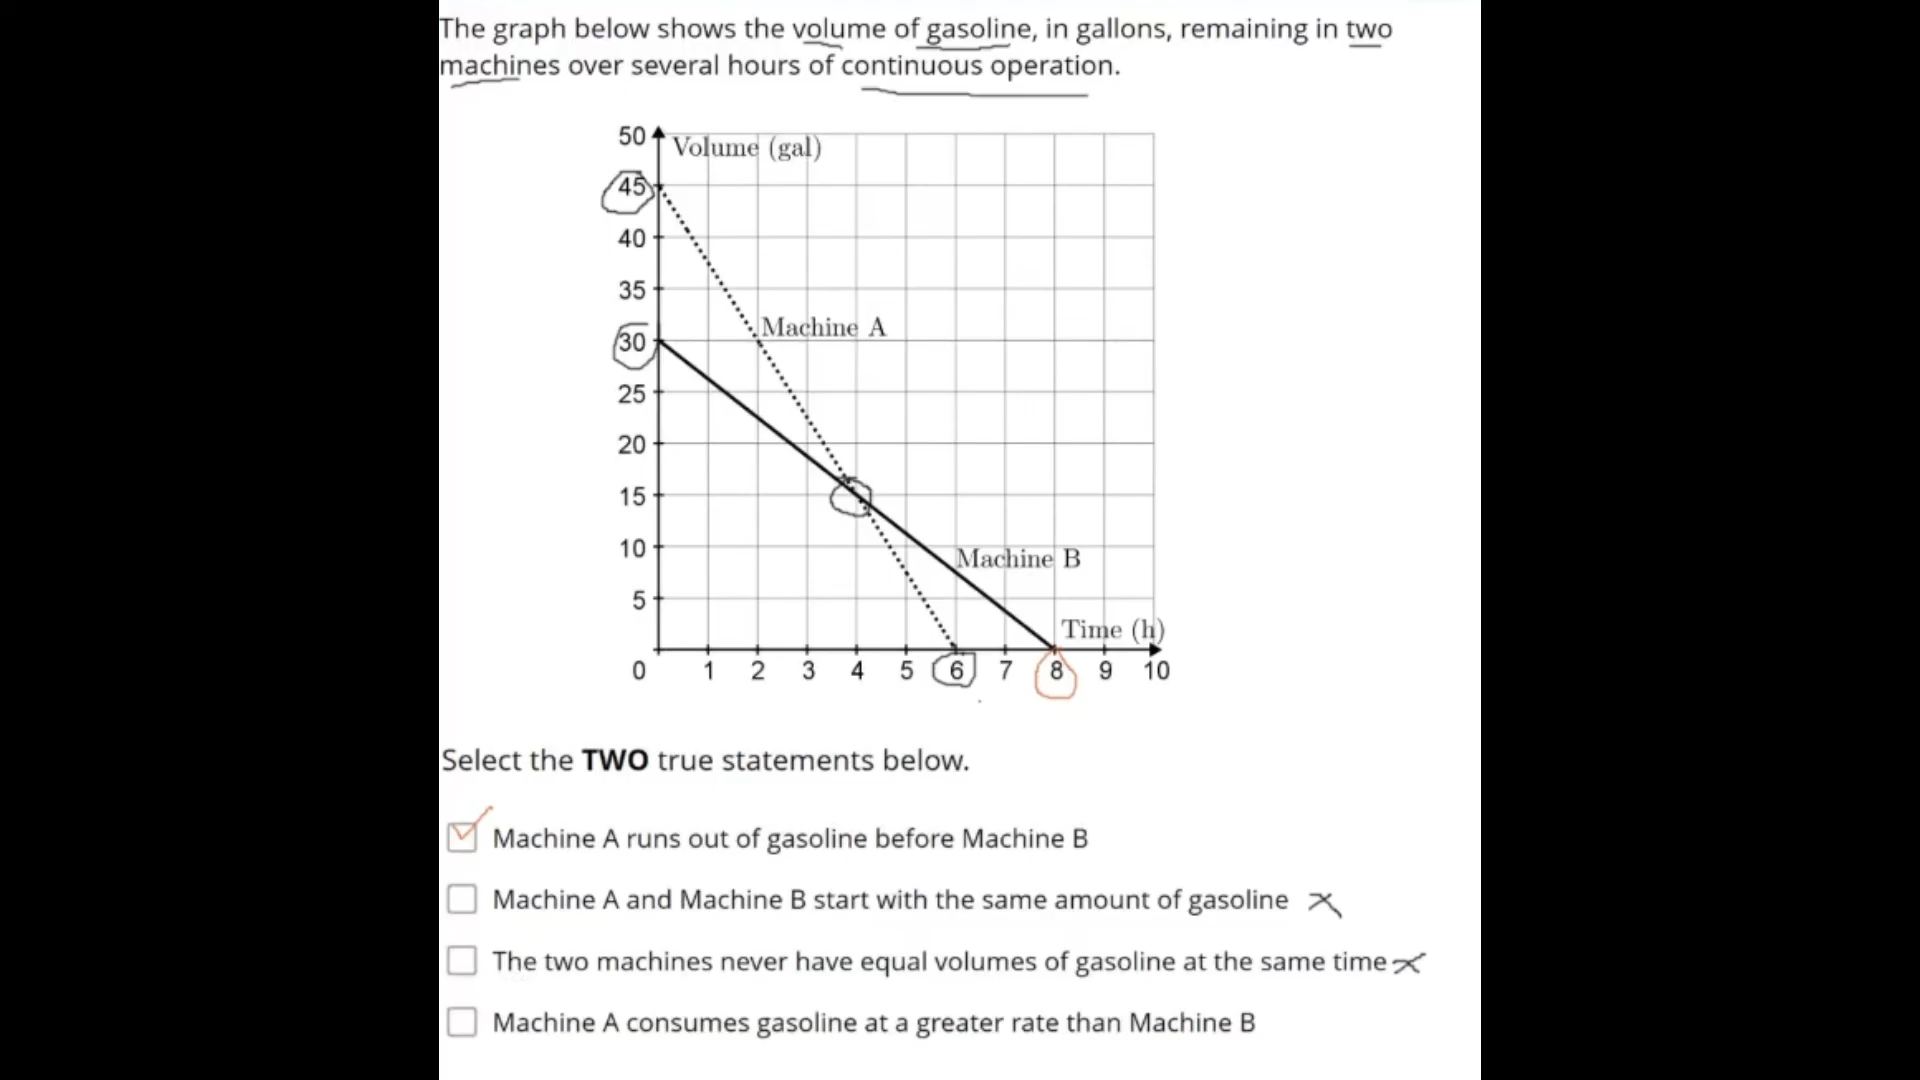 The graph below shows the volume of gasoline, in gallons, remaining in two
machines over several hours of continuous operation.
50
Volume (gal)
45
40
35
Machine A
30
25
20
15
10
Machine B
5
Time (h)
0 1 2 3 4 5 6 7 8 9 10
Select the TWO true statements below.
Machine A runs out of gasoline before Machine B
Machine A and Machine B start with the same amount of gasoline
The two machines never have equal volumes of gasoline at the same time
Machine A consumes gasoline at a greater rate than Machine B